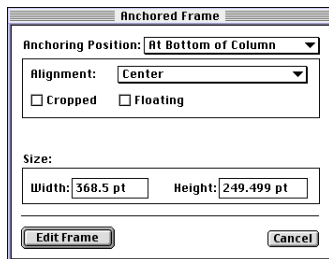 Anchored Frame
Anchoring Position: At Bottom of Column
Alignment: Center
Cropped Floating
Size:
Width: 368.5 pt Height: 249.499 pt
Edit Frame Cancel